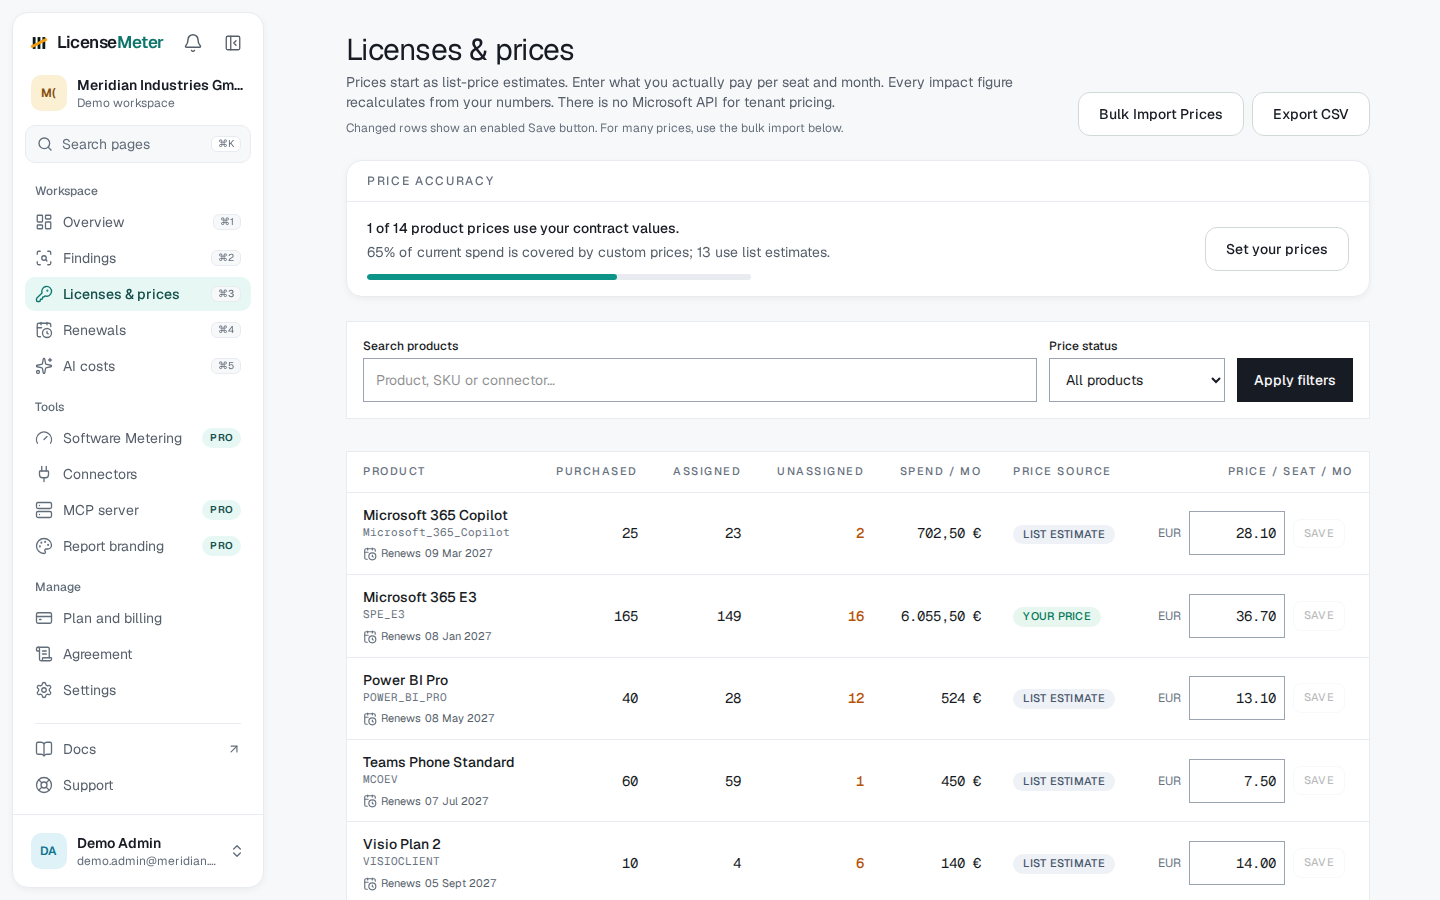 LicenseMeter
M(
Meridian Industries Gm...
Demo workspace
Search pages ⌘K
Workspace
Overview ⌘1
Findings ⌘2
Licenses & prices ⌘3
Renewals ⌘4
AI costs ⌘5
Tools
Software Metering PRO
Connectors
MCP server PRO
Report branding PRO
Manage
Plan and billing
Agreement
Settings
Docs
Support
DA
Demo Admin
demo.admin@meridian....
Licenses & prices
Prices start as list-price estimates. Enter what you actually pay per seat and month. Every impact figure
recalculates from your numbers. There is no Microsoft API for tenant pricing.
Changed rows show an enabled Save button. For many prices, use the bulk import below.
Bulk Import Prices
Export CSV
PRICE ACCURACY
1 of 14 product prices use your contract values.
65% of current spend is covered by custom prices; 13 use list estimates.
Set your prices
Search products
Product, SKU or connector...
Price status
All products
Apply filters
PRODUCT PURCHASED ASSIGNED UNASSIGNED SPEND / MO PRICE SOURCE PRICE / SEAT / MO
Microsoft 365 Copilot
Microsoft_365_Copilot
Renews 09 Mar 2027
25 23 2 702,50 € LIST ESTIMATE EUR 28.10 SAVE
Microsoft 365 E3
SPE_E3
Renews 08 Jan 2027
165 149 16 6.055,50 € YOUR PRICE EUR 36.70 SAVE
Power BI Pro
POWER_BI_PRO
Renews 08 May 2027
40 28 12 524 € LIST ESTIMATE EUR 13.10 SAVE
Teams Phone Standard
MCOEV
Renews 07 Jul 2027
60 59 1 450 € LIST ESTIMATE EUR 7.50 SAVE
Visio Plan 2
VISIOCLIENT
Renews 05 Sept 2027
10 4 6 140 € LIST ESTIMATE EUR 14.00 SAVE